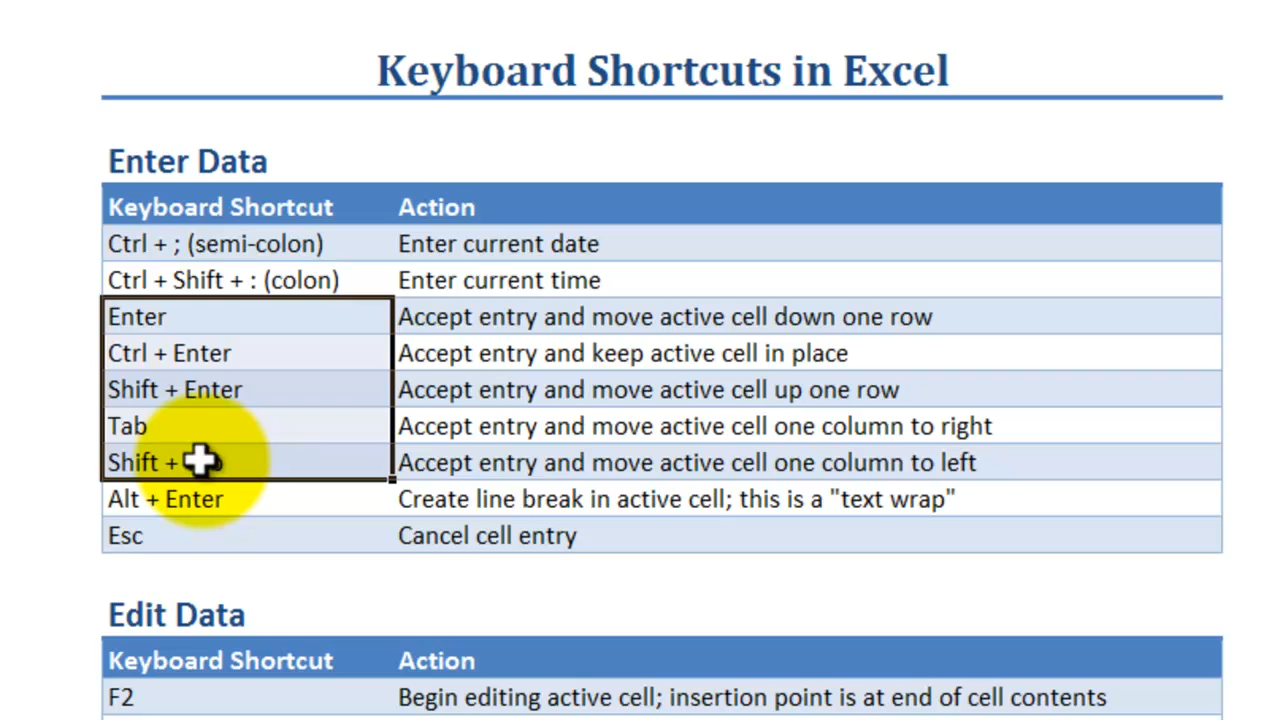 Keyboard Shortcuts in Excel
Enter Data
Keyboard Shortcut Action
Ctrl + ; (semi-colon) Enter current date
Ctrl + Shift + : (colon) Enter current time
Enter Accept entry and move active cell down one row
Ctrl + Enter Accept entry and keep active cell in place
Shift + Enter Accept entry and move active cell up one row
Tab Accept entry and move active cell one column to right
Shift + Accept entry and move active cell one column to left
Alt + Enter Create line break in active cell; this is a "text wrap"
Esc Cancel cell entry
Edit Data
Keyboard Shortcut Action
F2 Begin editing active cell; insertion point is at end of cell contents